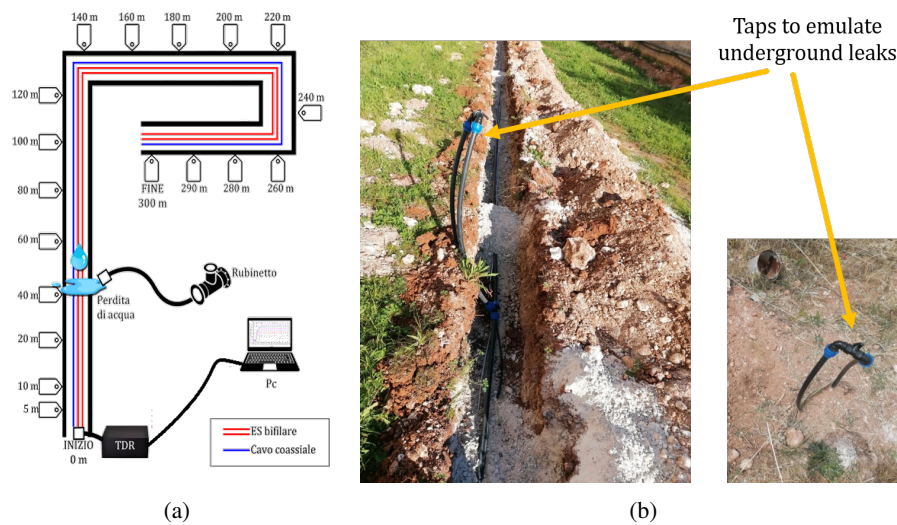 140 m
160 m
180 m
200 m
220 m
120 m
100 m
80 m
60 m
40 m
20 m
10 m
5 m
240 m
FINE
300 m
290 m
280 m
260 m
Perdita
di acqua
Rubinetto
Pc
TDR
INIZIO
0 m
ES bifilare
Cavo coassiale
(a)
Taps to emulate
underground leaks
(b)